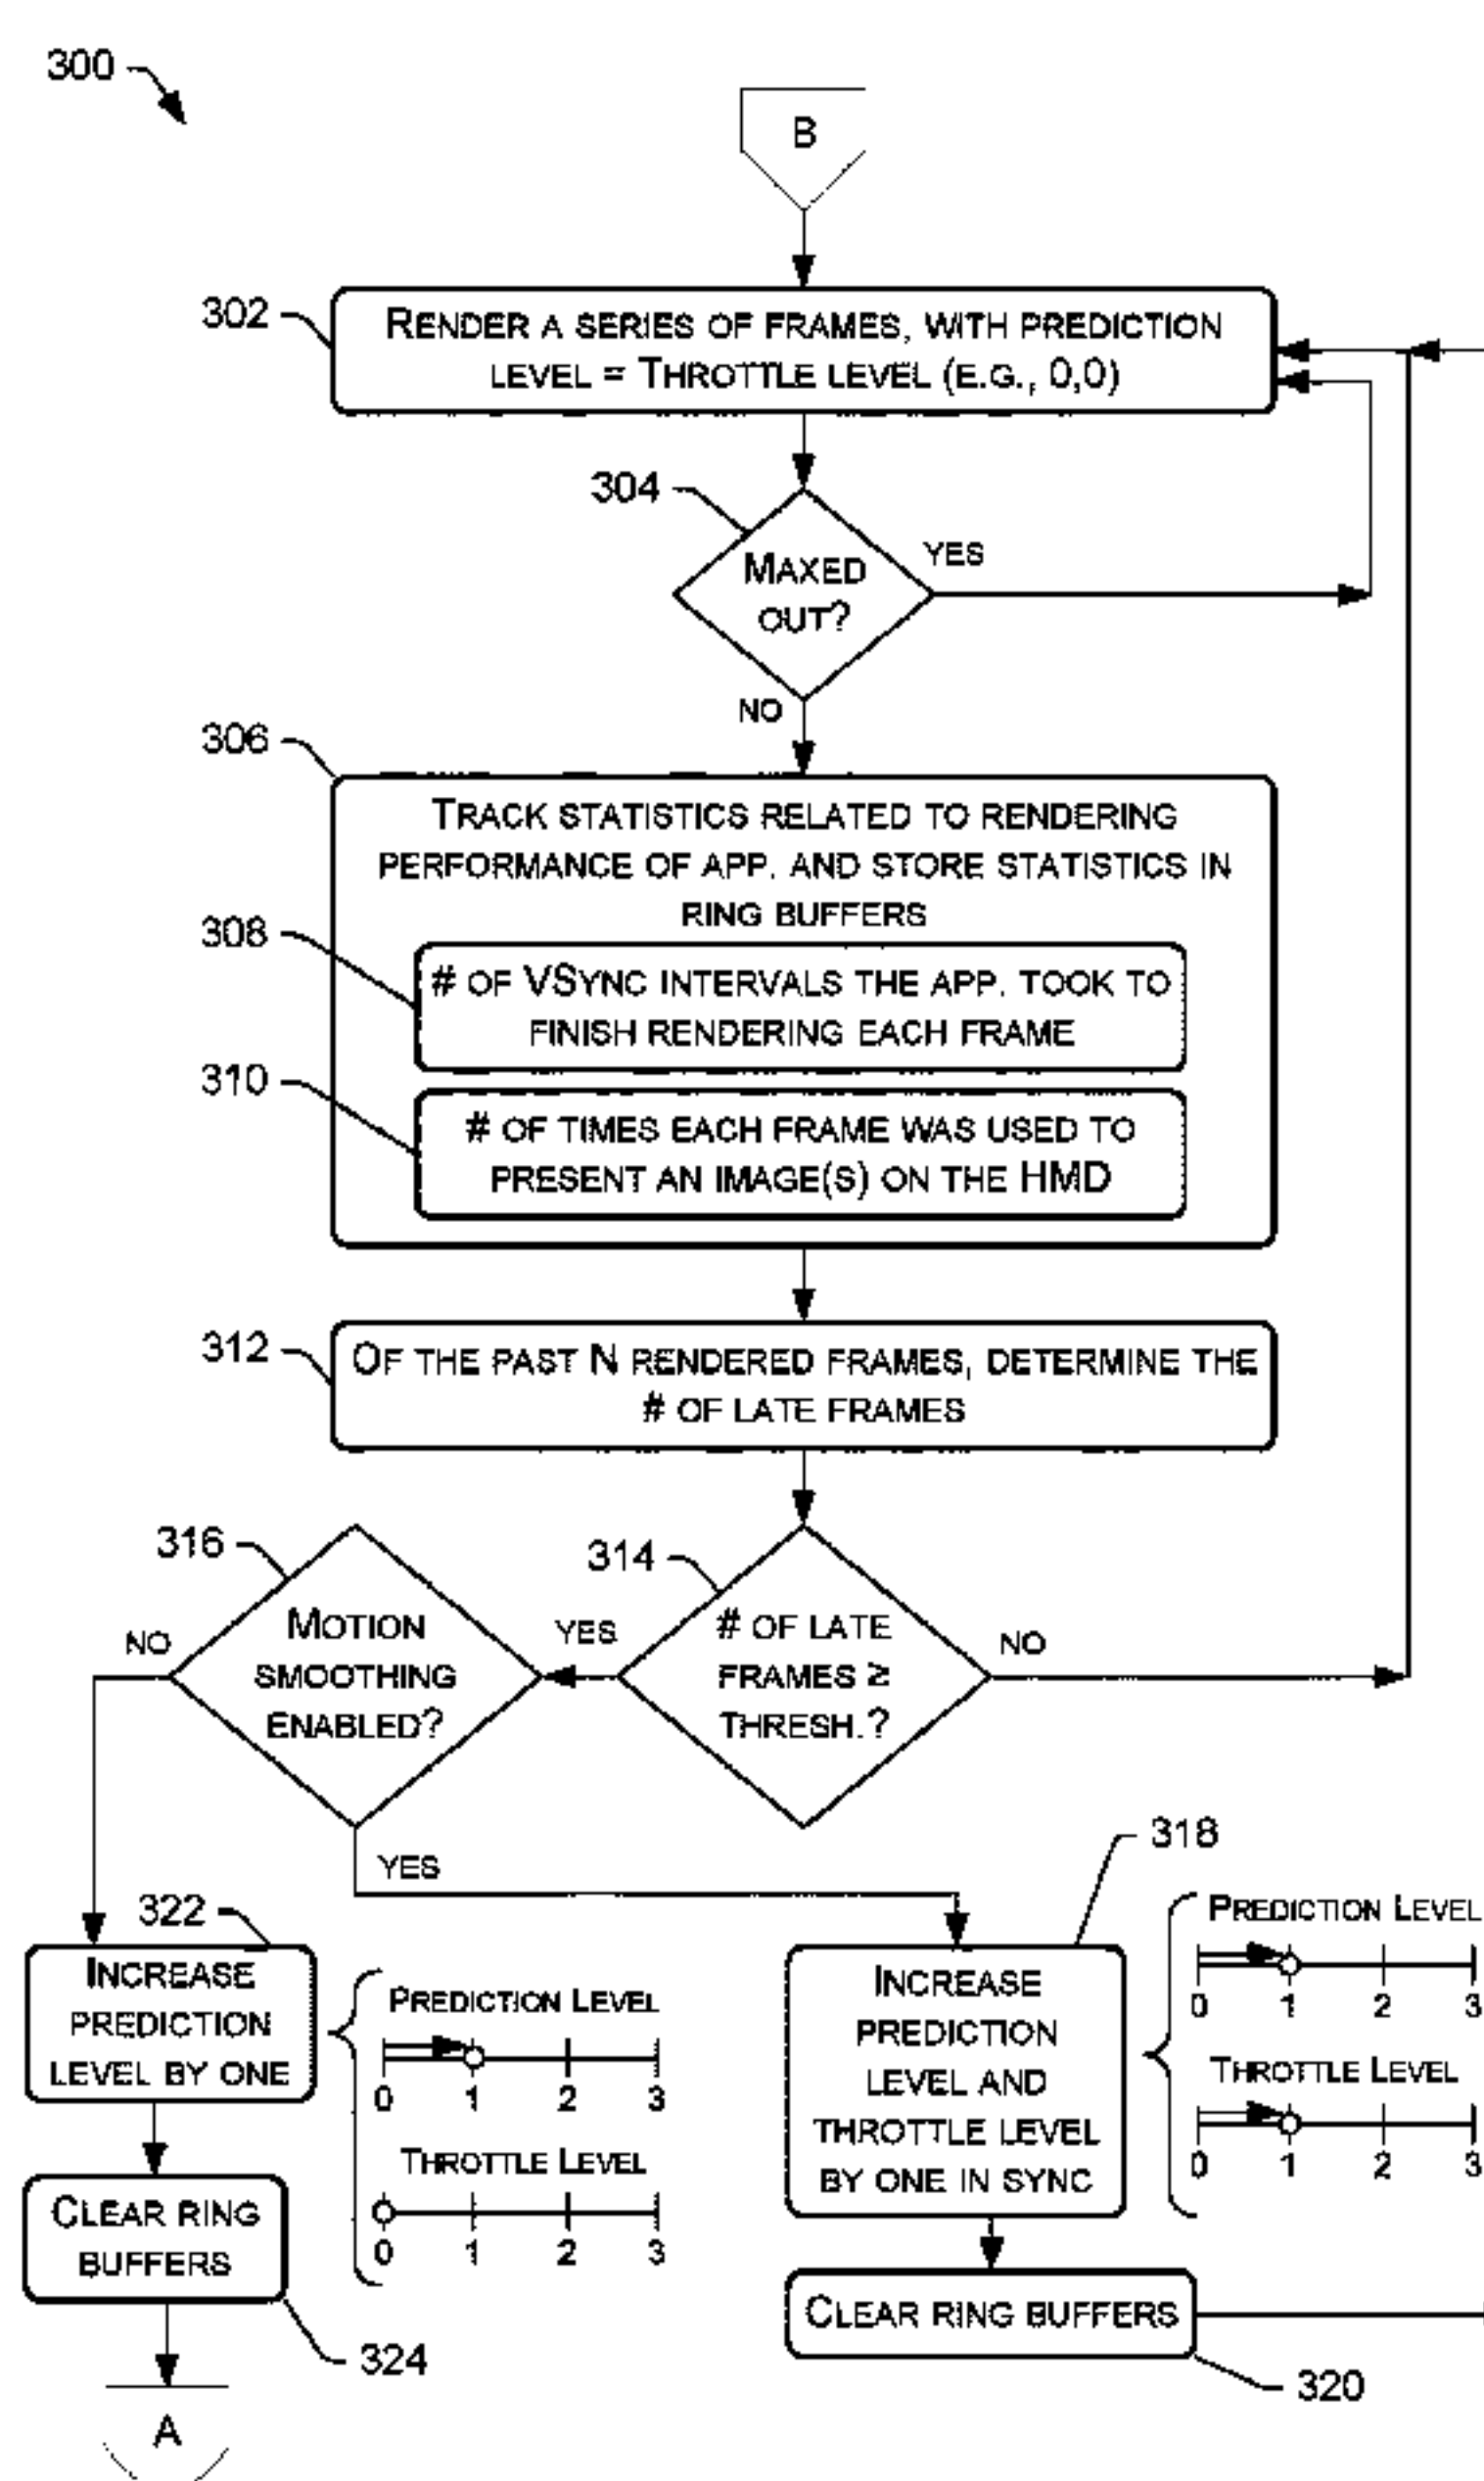 300
B
302
RENDER A SERIES OF FRAMES, WITH PREDICTION
LEVEL = THROTTLE LEVEL (E.G., 0,0)
304
MAXED
OUT?
YES
NO
306
TRACK STATISTICS RELATED TO RENDERING
PERFORMANCE OF APP. AND STORE STATISTICS IN
RING BUFFERS
308
# OF VSYNC INTERVALS THE APP. TOOK TO
FINISH RENDERING EACH FRAME
310
# OF TIMES EACH FRAME WAS USED TO
PRESENT AN IMAGE(S) ON THE HMD
312
OF THE PAST N RENDERED FRAMES, DETERMINE THE
# OF LATE FRAMES
316
MOTION
SMOOTHING
ENABLED?
NO
YES
314
# OF LATE
FRAMES ≥
THRESH.?
YES
NO
322
INCREASE
PREDICTION
LEVEL BY ONE
PREDICTION LEVEL
0 1 2 3
THROTTLE LEVEL
0 1 2 3
CLEAR RING
BUFFERS
324
A
318
INCREASE
PREDICTION
LEVEL AND
THROTTLE LEVEL
BY ONE IN SYNC
PREDICTION LEVEL
0 1 2 3
THROTTLE LEVEL
0 1 2 3
CLEAR RING BUFFERS
320